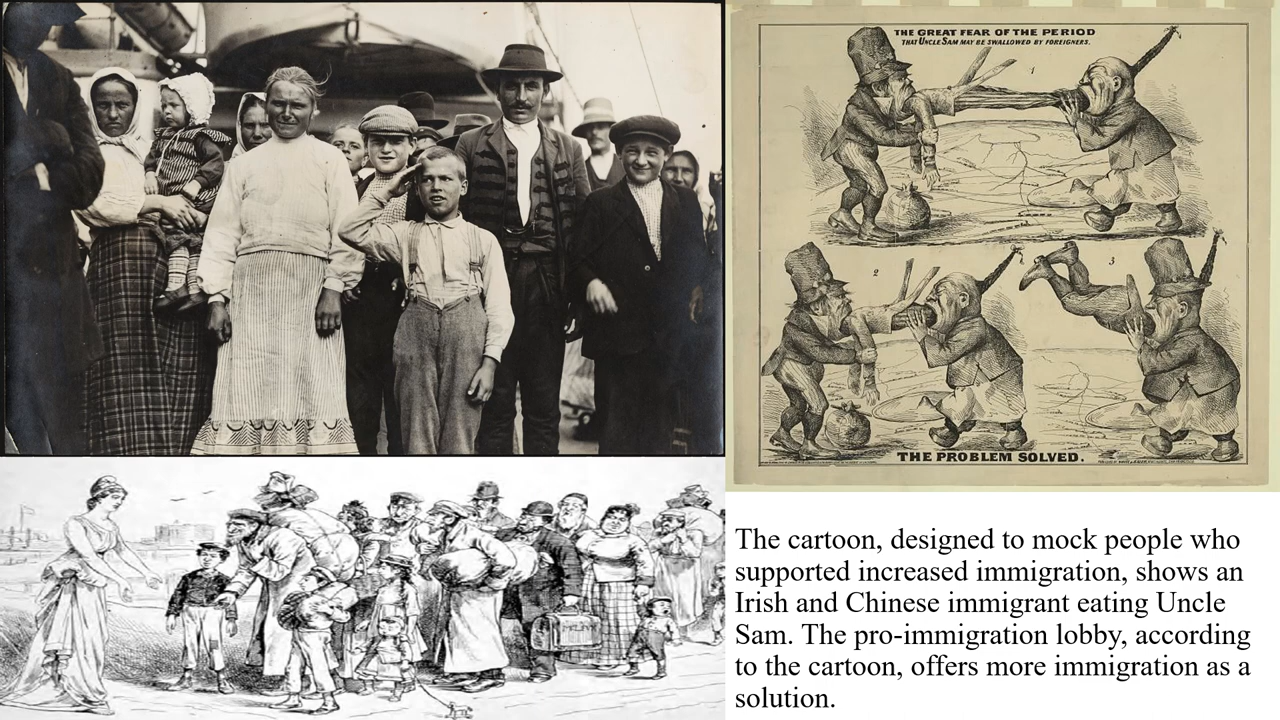 THE GREAT FEAR OF THE PERIOD
THAT UNCLE SAM MAY BE SWALLOWED BY FOREIGNERS.
1
2
3
THE PROBLEM SOLVED.
The cartoon, designed to mock people who
supported increased immigration, shows an
Irish and Chinese immigrant eating Uncle
Sam. The pro-immigration lobby, according
to the cartoon, offers more immigration as a
solution.